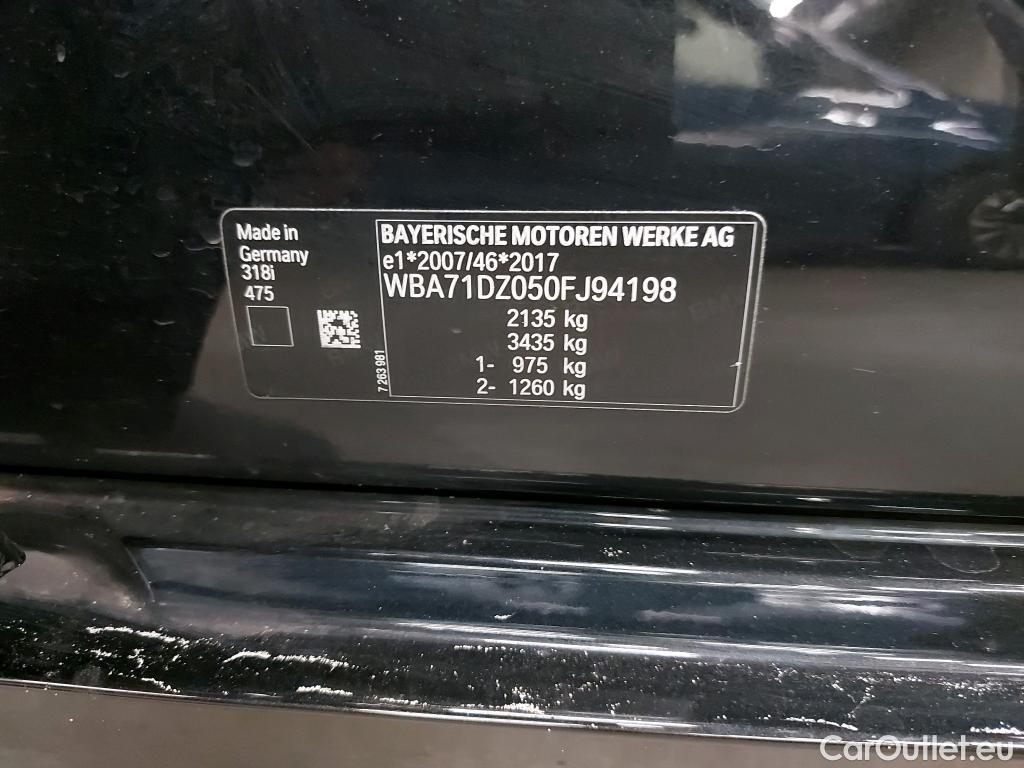 Made in
Germany
318i
475
7 263 981
BAYERISCHE MOTOREN WERKE AG
e1*2007/46*2017
WBA71DZ050FJ94198
2135 kg
3435 kg
1- 975 kg
2- 1260 kg
CarOutlet.eu